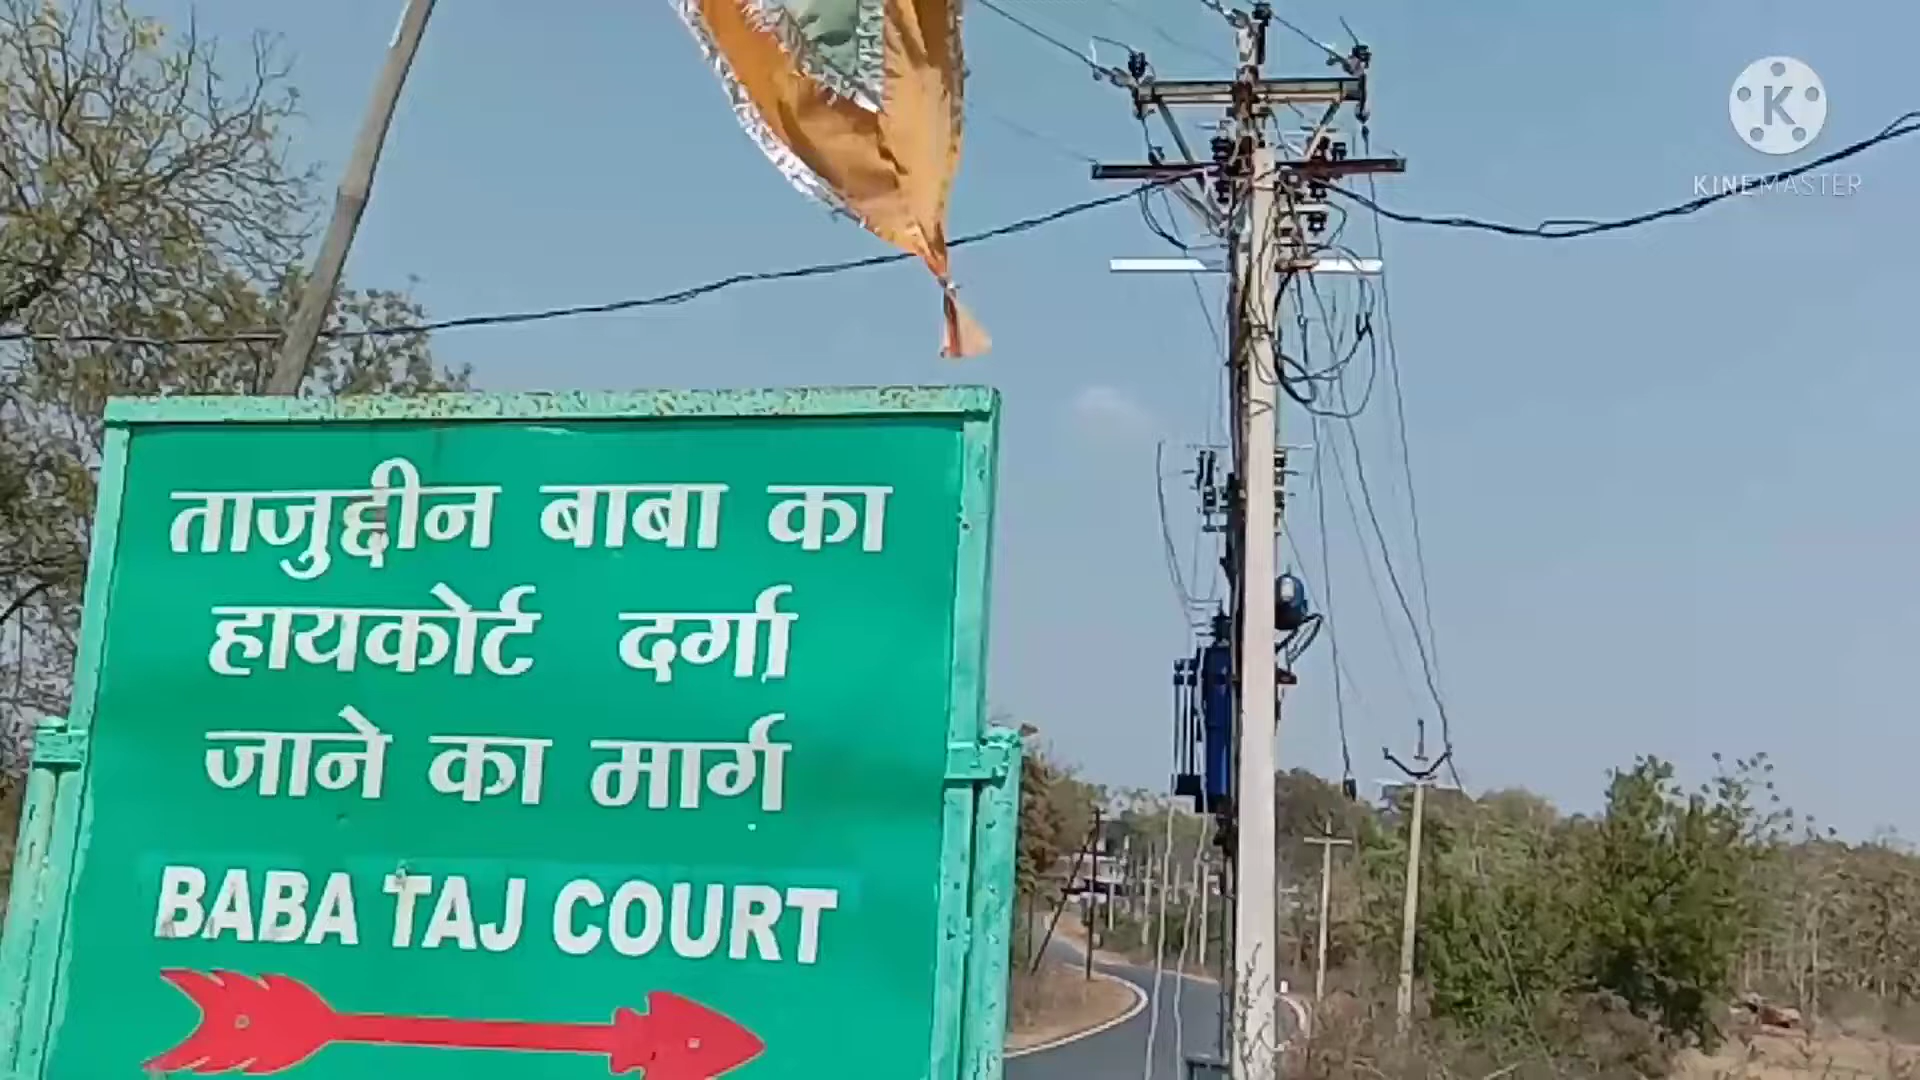 ताजुद्दीन बाबा का
हायकोर्ट दर्गा
जाने का मार्ग
BABA TAJ COURT
K
KINEMASTER